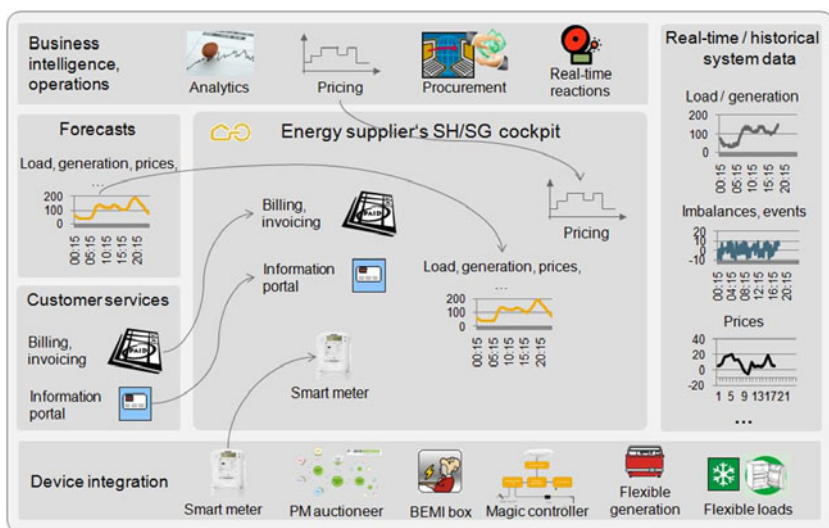 Business
intelligence,
operations
Analytics
Pricing
Procurement
Real-time
reactions
Real-time / historical
system data
Load / generation
200
100
0
00:15
05:15
10:15
15:15
20:15
Imbalances, events
20
10
0
-10
00:15
04:15
08:15
12:15
16:15
20:15
Prices
40
20
0
-20
1 5 9 13 17 21
...
Forecasts
Load, generation, prices,
...
200
100
0
00:15
05:15
10:15
15:15
20:15
Energy supplier's SH/SG cockpit
Billing,
invoicing
PAID
Information
portal
Pricing
Load, generation, prices,
...
200
100
0
00:15
05:15
10:15
15:15
20:15
Smart meter
Customer services
Billing,
invoicing
PAID
Information
portal
Device integration
Smart meter
PM auctioneer
BEMI box
Magic controller
Flexible
generation
Flexible loads